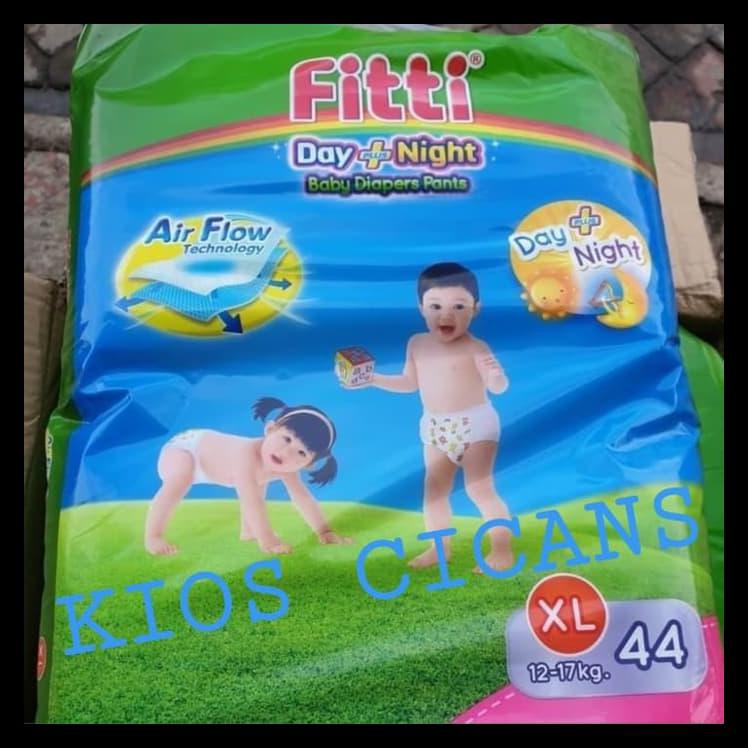 Fitti®
Day PLUS Night
Baby Diapers Pants
Air Flow
Technology
Day PLUS
Night
KIOS CICANS
XL
12-17kg.
44